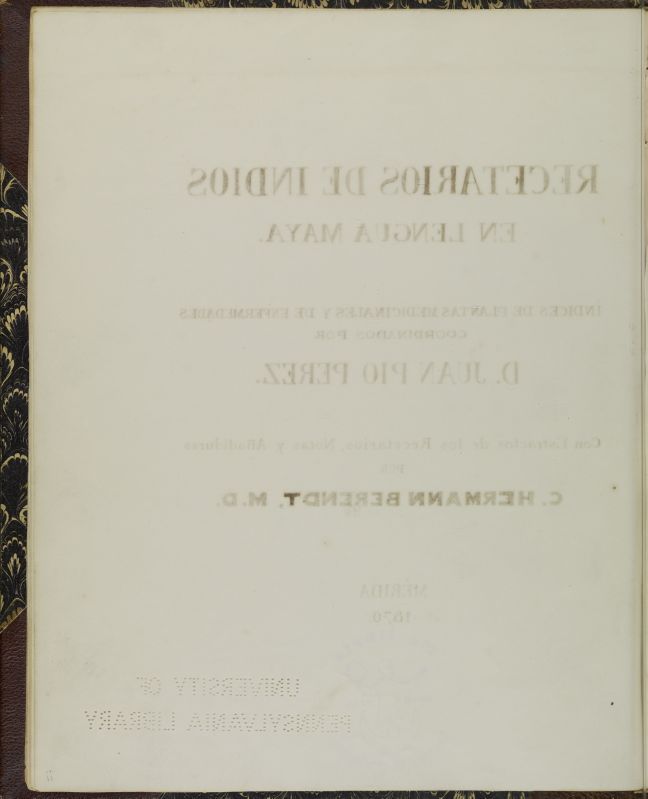 RECETARIOS DE INDIOS
EN LENGUA MAYA.
INDICES DE PLANTAS MEDICINALES Y DE ENFERMEDADES
COORDINADOS POR
D. JUAN PIO PEREZ.
Con Estractos de los Recetarios, Notas y Añadiduras
POR
C. HERMANN BERENDT, M.D.
MÉRIDA
1870.
UNIVERSITY OF
PENNSYLVANIA LIBRARY